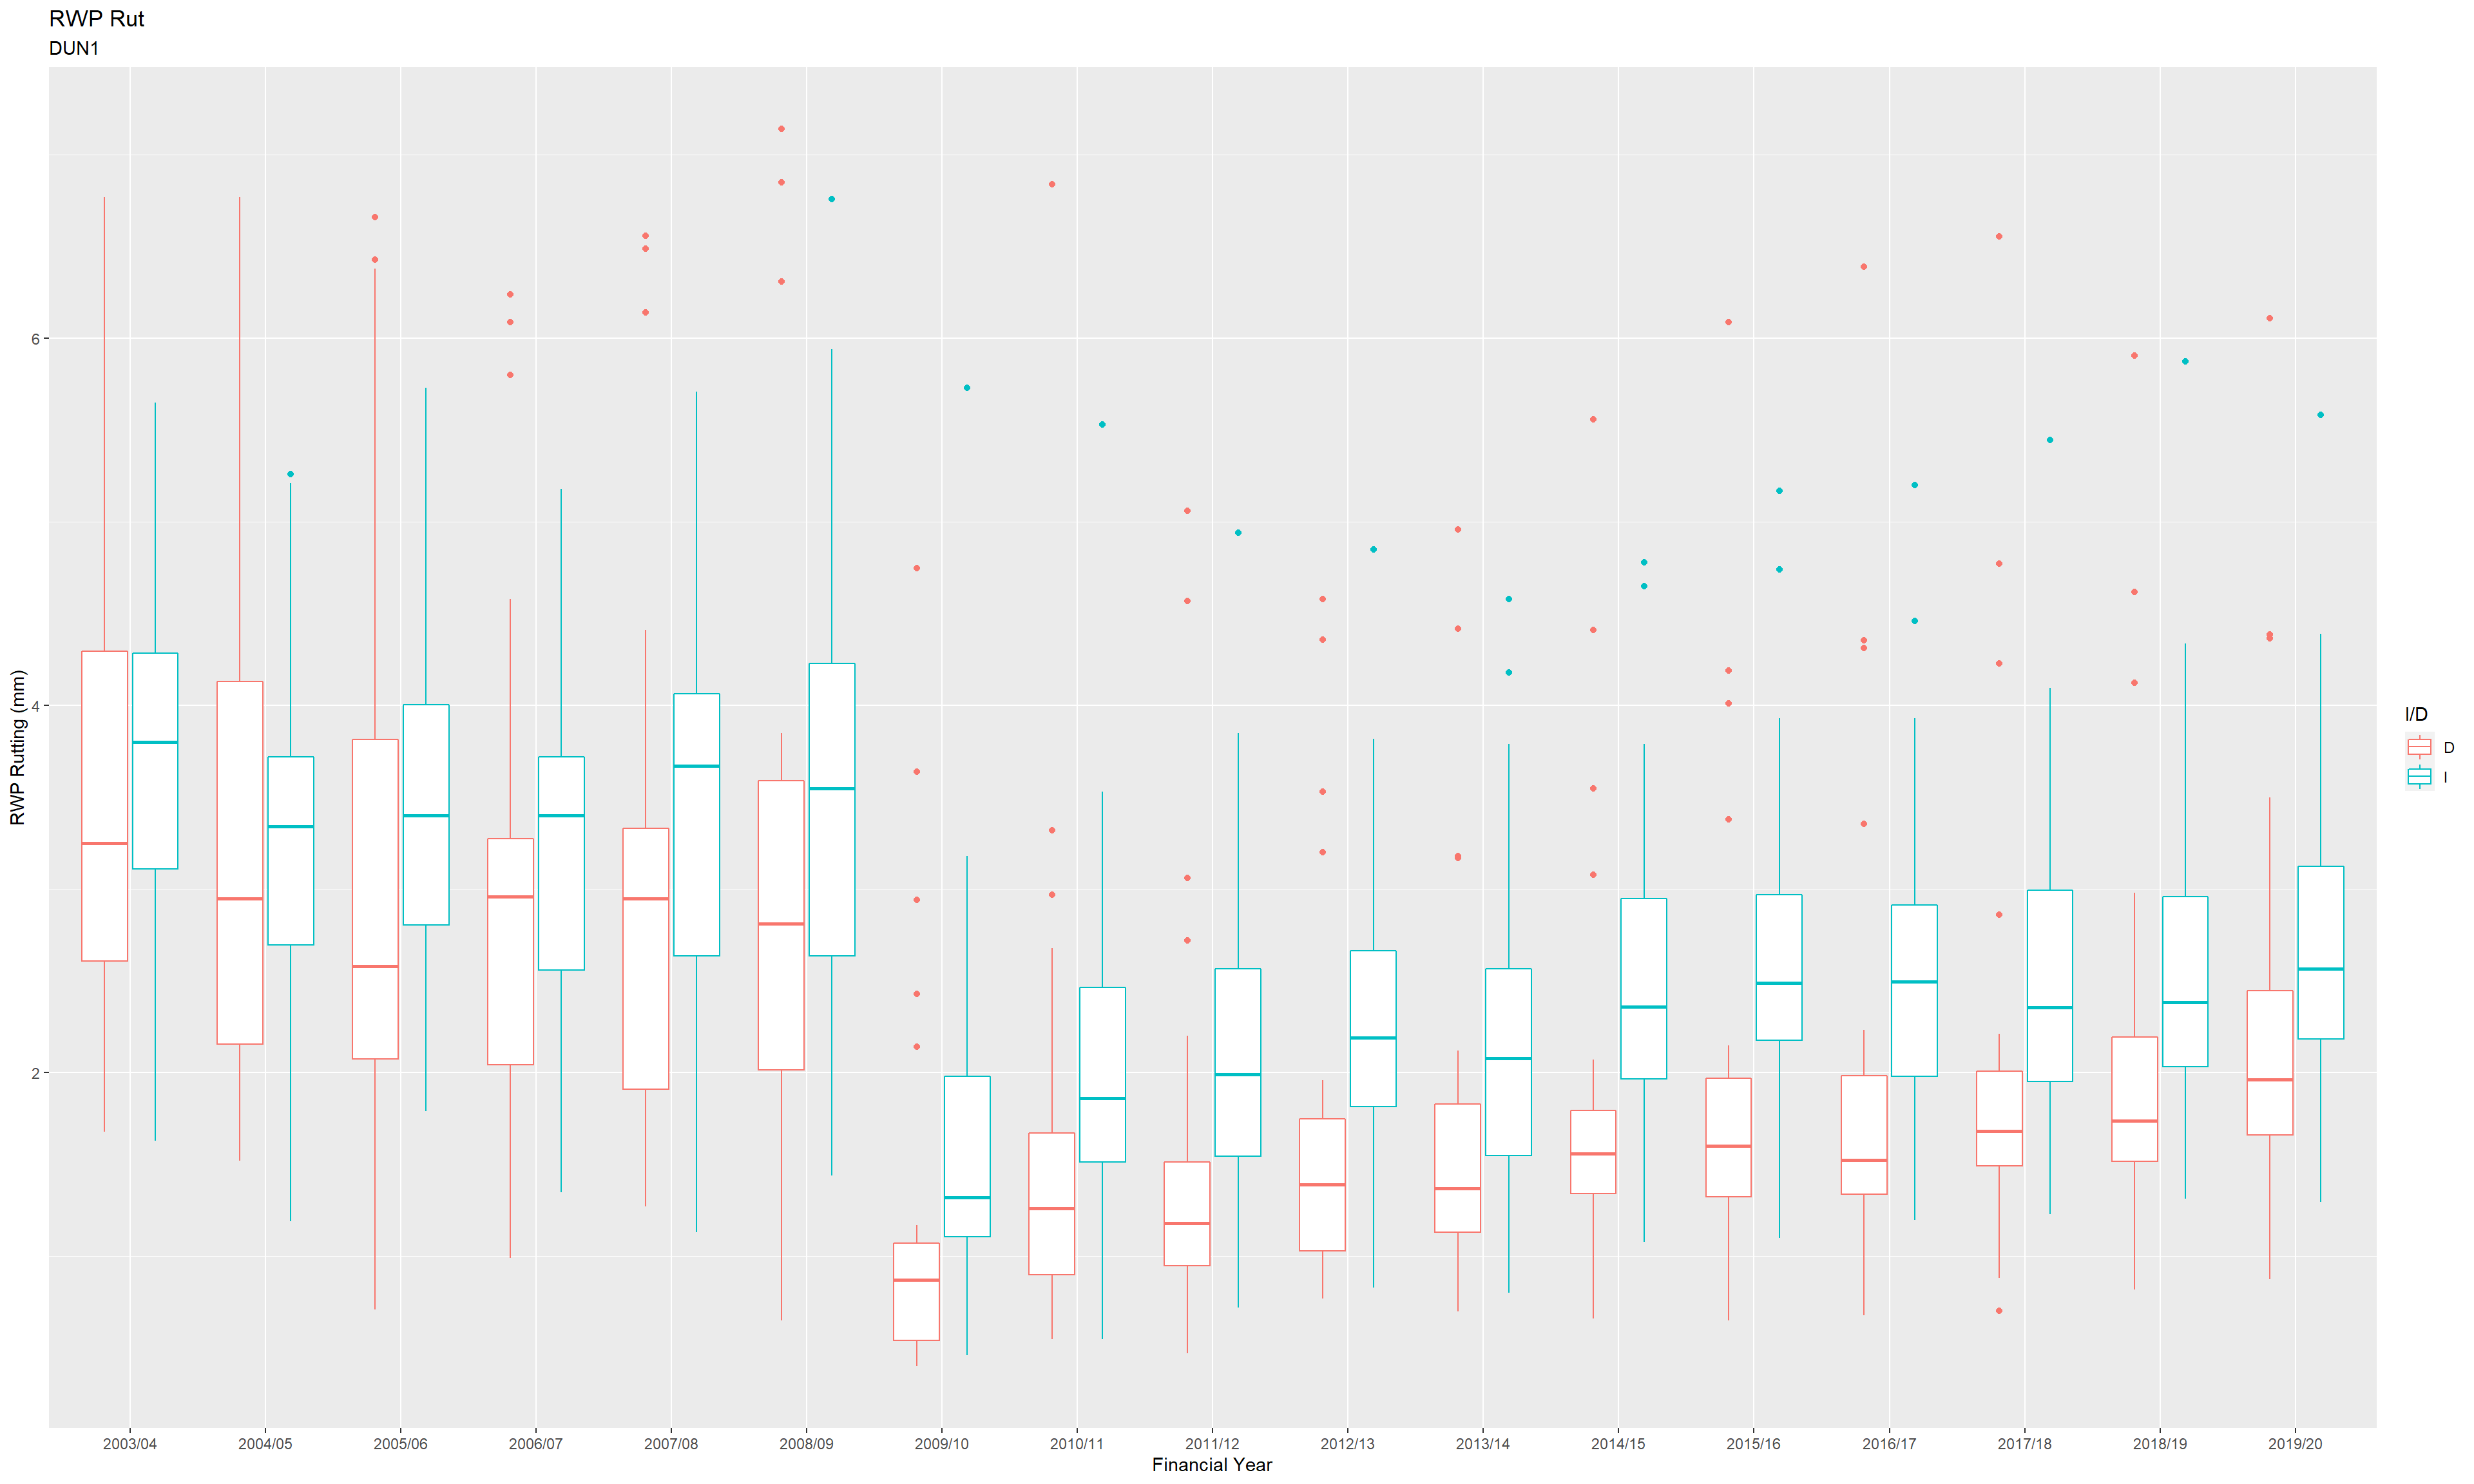 RWP Rut
DUN1
RWP Rutting (mm)
6
4
2
2003/04 2004/05 2005/06 2006/07 2007/08 2008/09 2009/10 2010/11 2011/12 2012/13 2013/14 2014/15 2015/16 2016/17 2017/18 2018/19 2019/20
Financial Year
I/D
D
I